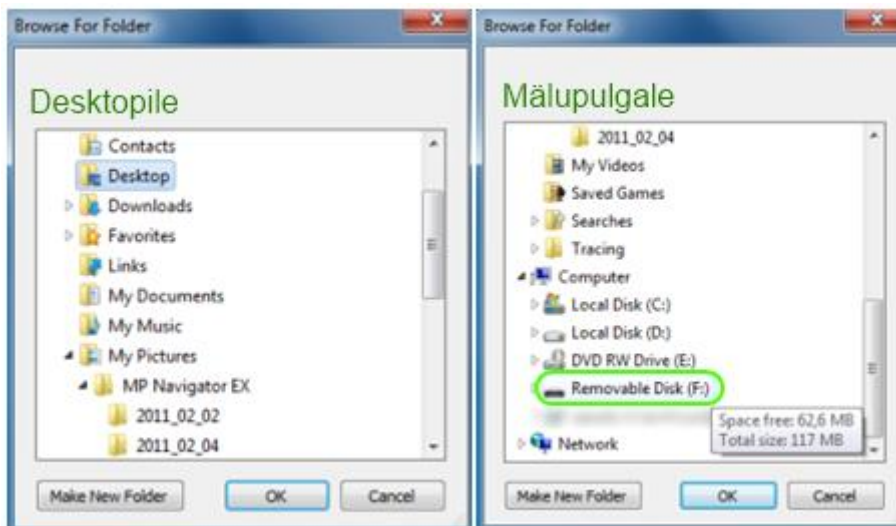 Browse For Folder
Desktopile
Contacts
Desktop
Downloads
Favorites
Links
My Documents
My Music
My Pictures
MP Navigator EX
2011_02_02
2011_02_04
Make New Folder
OK
Cancel
Browse For Folder
Mälupulgale
2011_02_04
My Videos
Saved Games
Searches
Tracing
Computer
Local Disk (C:)
Local Disk (D:)
DVD RW Drive (E:)
Removable Disk (F:)
Space free: 62,6 MB
Total size: 117 MB
Network
Make New Folder
OK
Cancel